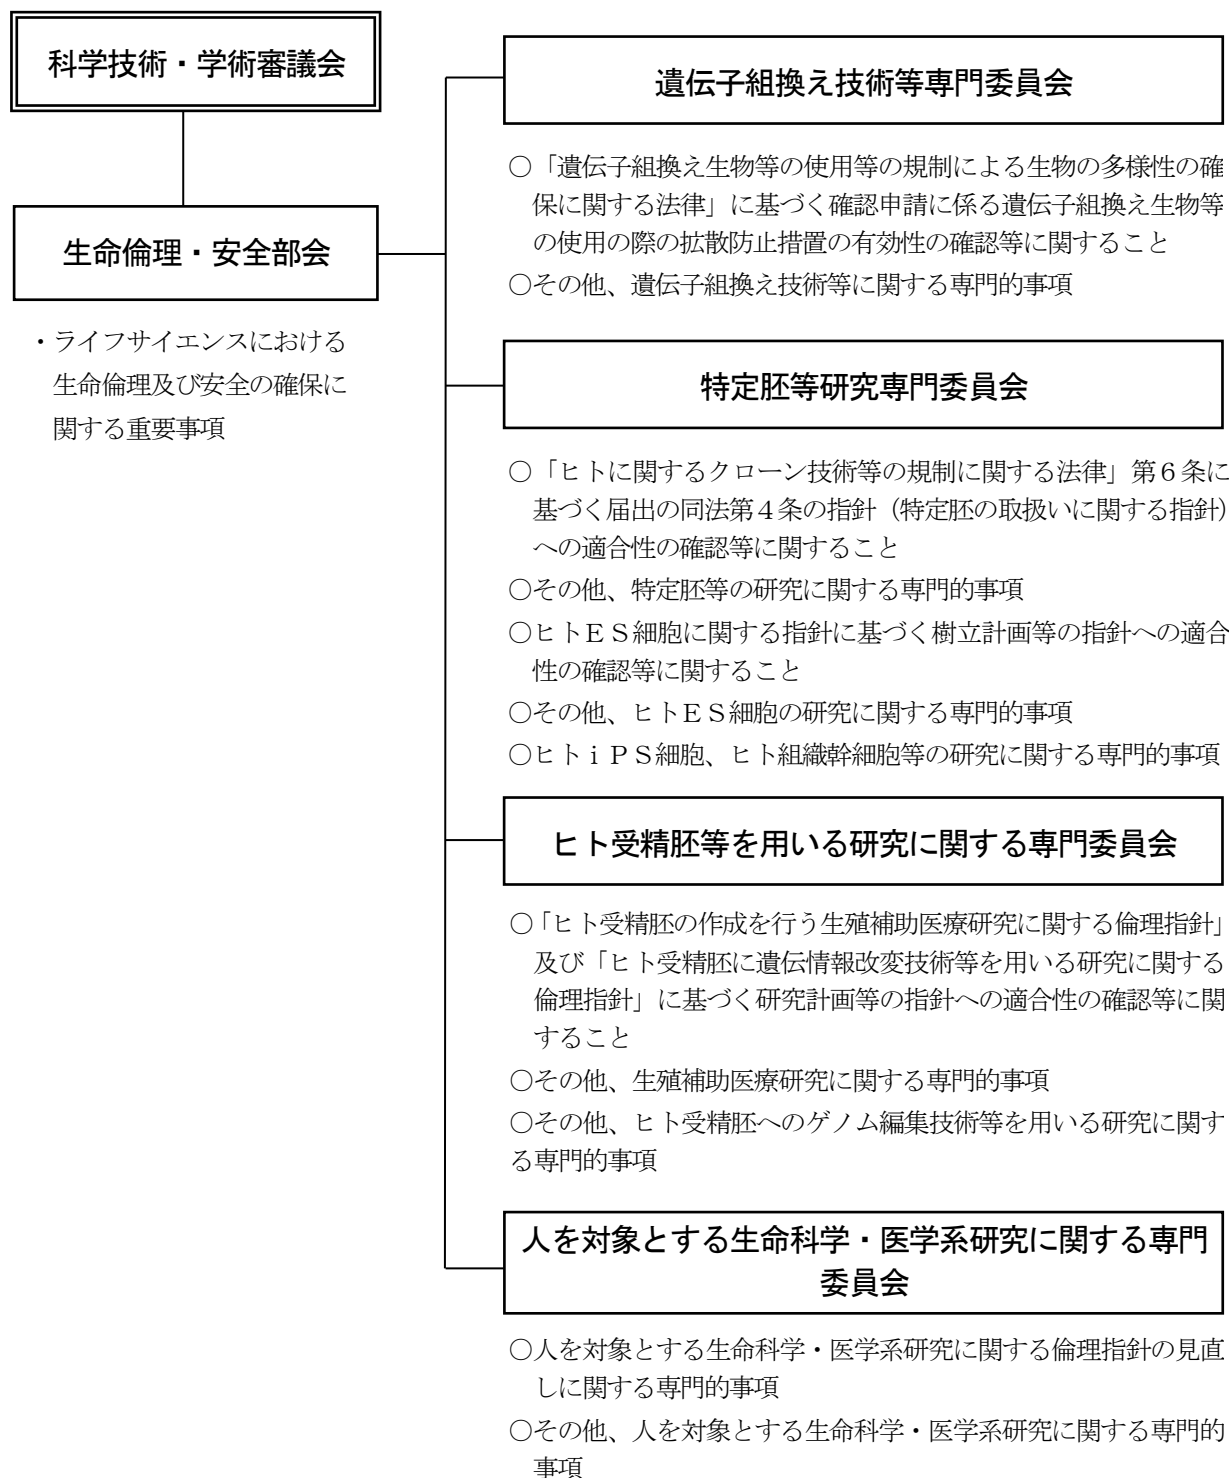 科学技術・学術審議会
生命倫理・安全部会
・ライフサイエンスにおける
生命倫理及び安全の確保に
関する重要事項
遺伝子組換え技術等専門委員会
○「遺伝子組換え生物等の使用等の規制による生物の多様性の確
保に関する法律」に基づく確認申請に係る遺伝子組換え生物等
の使用の際の拡散防止措置の有効性の確認等に関すること
○その他、遺伝子組換え技術等に関する専門的事項
特定胚等研究専門委員会
○「ヒトに関するクローン技術等の規制に関する法律」第６条に
基づく届出の同法第４条の指針（特定胚の取扱いに関する指針）
への適合性の確認等に関すること
○その他、特定胚等の研究に関する専門的事項
○ヒトＥＳ細胞に関する指針に基づく樹立計画等の指針への適合
性の確認等に関すること
○その他、ヒトＥＳ細胞の研究に関する専門的事項
○ヒトｉＰＳ細胞、ヒト組織幹細胞等の研究に関する専門的事項
ヒト受精胚等を用いる研究に関する専門委員会
○「ヒト受精胚の作成を行う生殖補助医療研究に関する倫理指針」
及び「ヒト受精胚に遺伝情報改変技術等を用いる研究に関する
倫理指針」に基づく研究計画等の指針への適合性の確認等に関
すること
○その他、生殖補助医療研究に関する専門的事項
○その他、ヒト受精胚へのゲノム編集技術等を用いる研究に関す
る専門的事項
人を対象とする生命科学・医学系研究に関する専門
委員会
○人を対象とする生命科学・医学系研究に関する倫理指針の見直
しに関する専門的事項
○その他、人を対象とする生命科学・医学系研究に関する専門的
事項